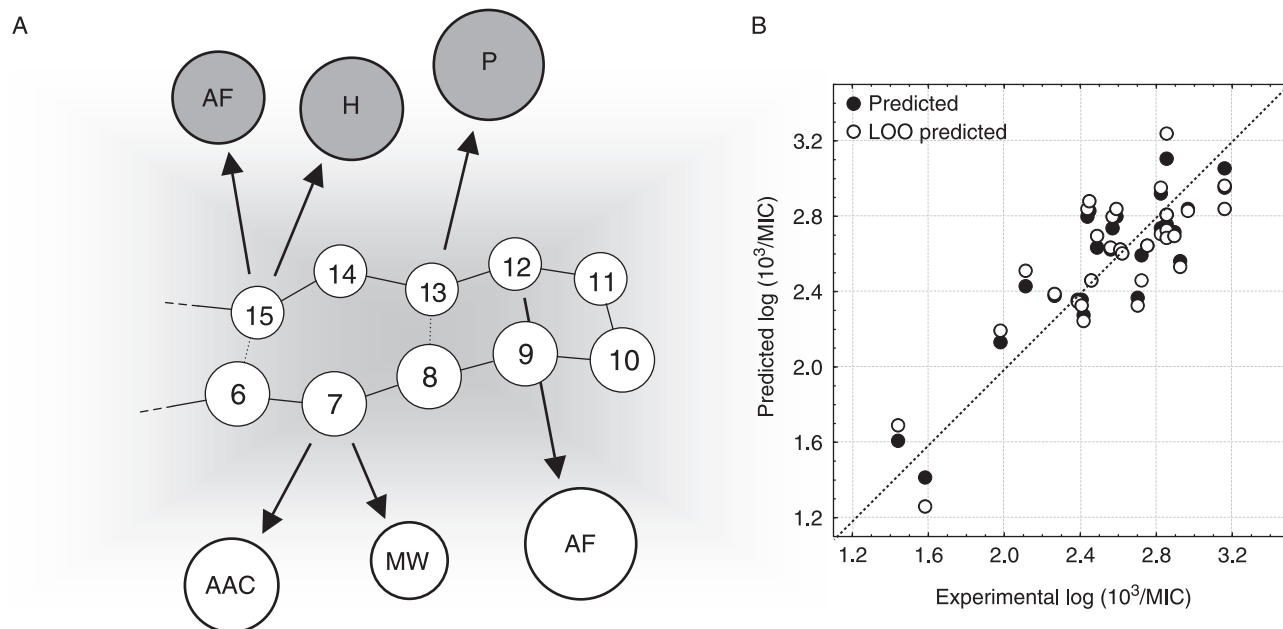 A
AF
H
P
15
14
13
12
11
6
7
8
9
10
AAC
MW
AF
B
Predicted
LOO predicted
3.2
2.8
2.4
2.0
1.6
1.2
Predicted log (10³/MIC)
1.2 1.6 2.0 2.4 2.8 3.2
Experimental log (10³/MIC)